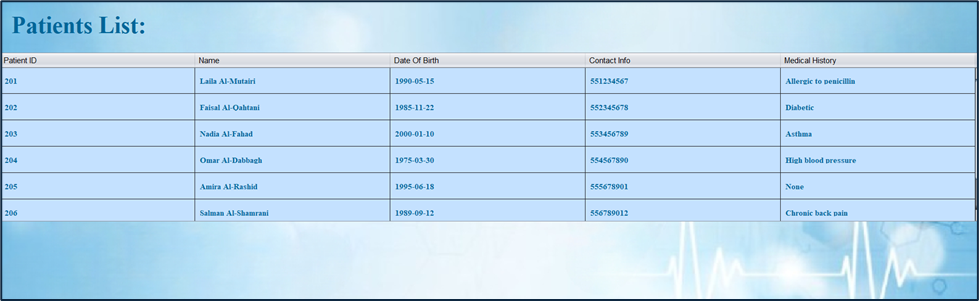 Patients List:
Patient ID Name Date Of Birth Contact Info Medical History
201 Laila Al-Mutairi 1990-05-15 551234567 Allergic to penicillin
202 Faisal Al-Qahtani 1985-11-22 552345678 Diabetic
203 Nadia Al-Fahad 2000-01-10 553456789 Asthma
204 Omar Al-Dabbagh 1975-03-30 554567890 High blood pressure
205 Amira Al-Rashid 1995-06-18 555678901 None
206 Salman Al-Shamrani 1989-09-12 556789012 Chronic back pain